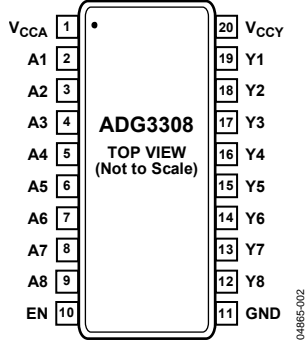 VCCA 1 20 VCCY
A1 2 19 Y1
A2 3 18 Y2
A3 4 17 Y3
ADG3308
A4 5 16 Y4
TOP VIEW
(Not to Scale)
A5 6 15 Y5
A6 7 14 Y6
A7 8 13 Y7
A8 9 12 Y8
EN 10 11 GND
04865-002